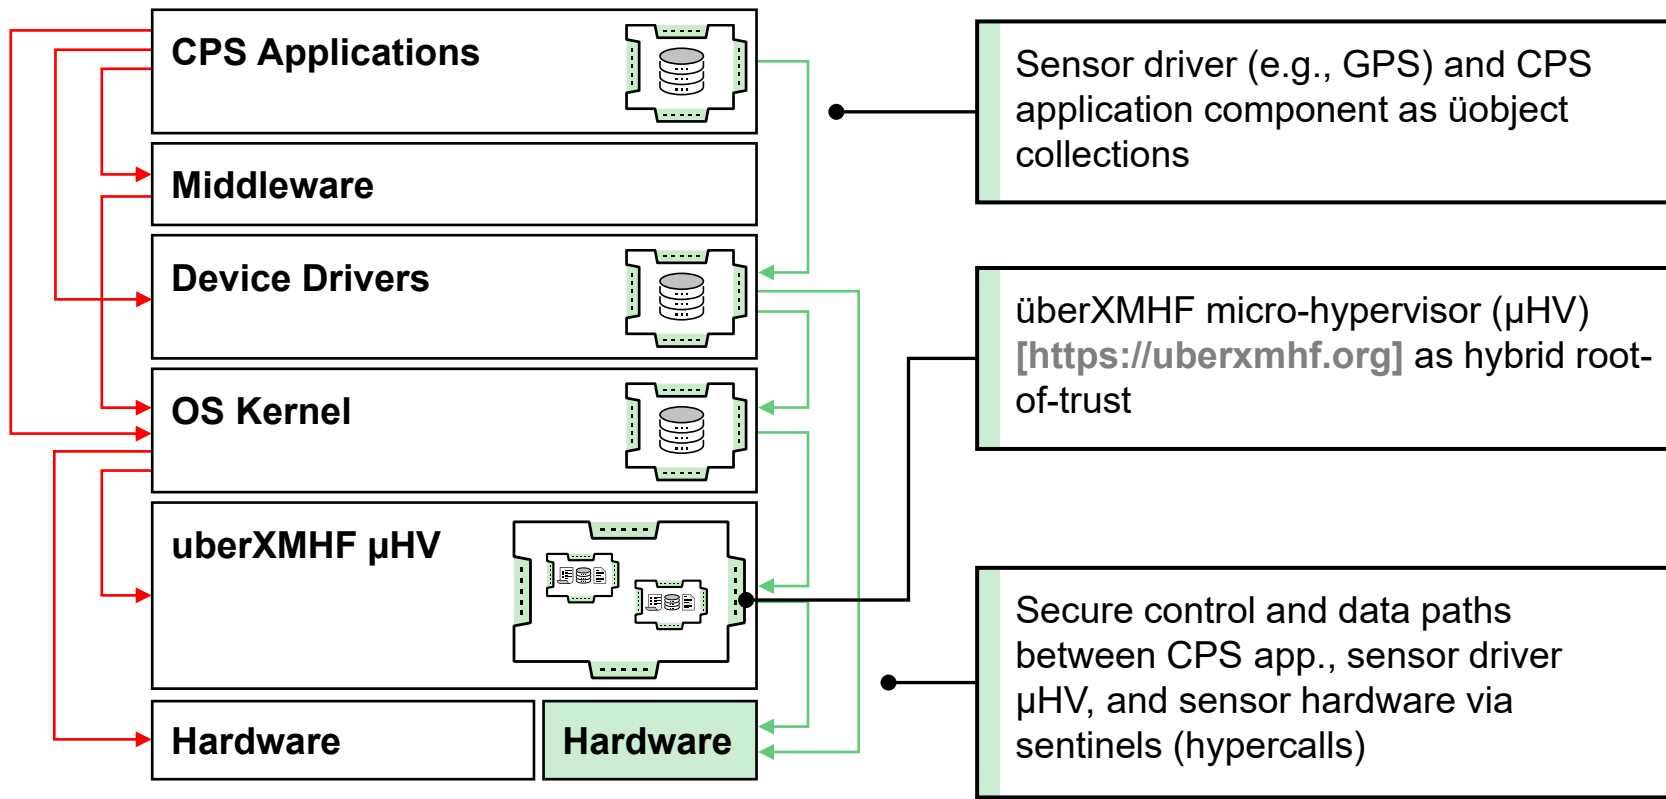 CPS Applications
Middleware
Device Drivers
OS Kernel
uberXMHF µHV
Hardware
Hardware
Sensor driver (e.g., GPS) and CPS
application component as üobject
collections
überXMHF micro-hypervisor (µHV)
[https://uberxmhf.org] as hybrid root-
of-trust
Secure control and data paths
between CPS app., sensor driver
µHV, and sensor hardware via
sentinels (hypercalls)